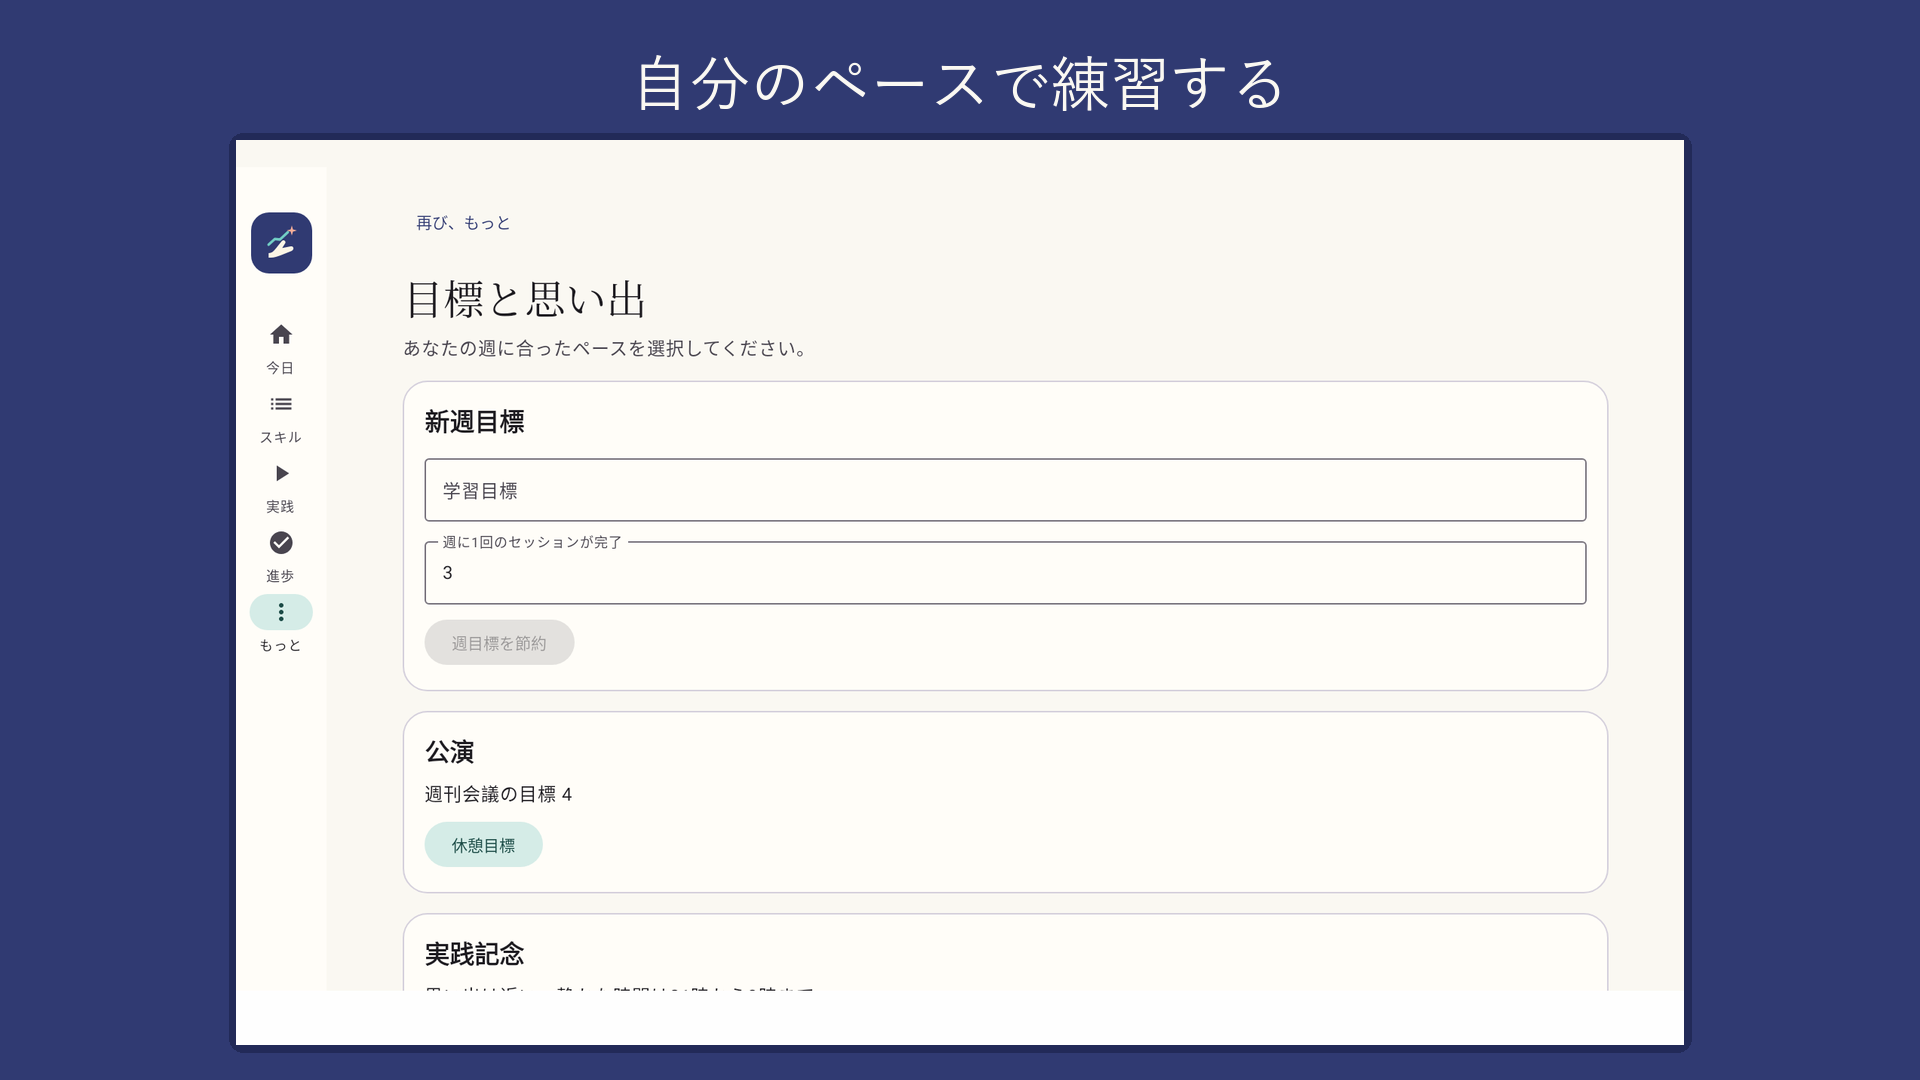 自分のペースで練習する
再び、もっと
目標と思い出
あなたの週に合ったペースを選択してください。
新週目標
学習目標
週に1回のセッションが完了
3
週目標を節約
公演
週刊会議の目標 4
休憩目標
実践記念
今日
スキル
実践
進歩
もっと